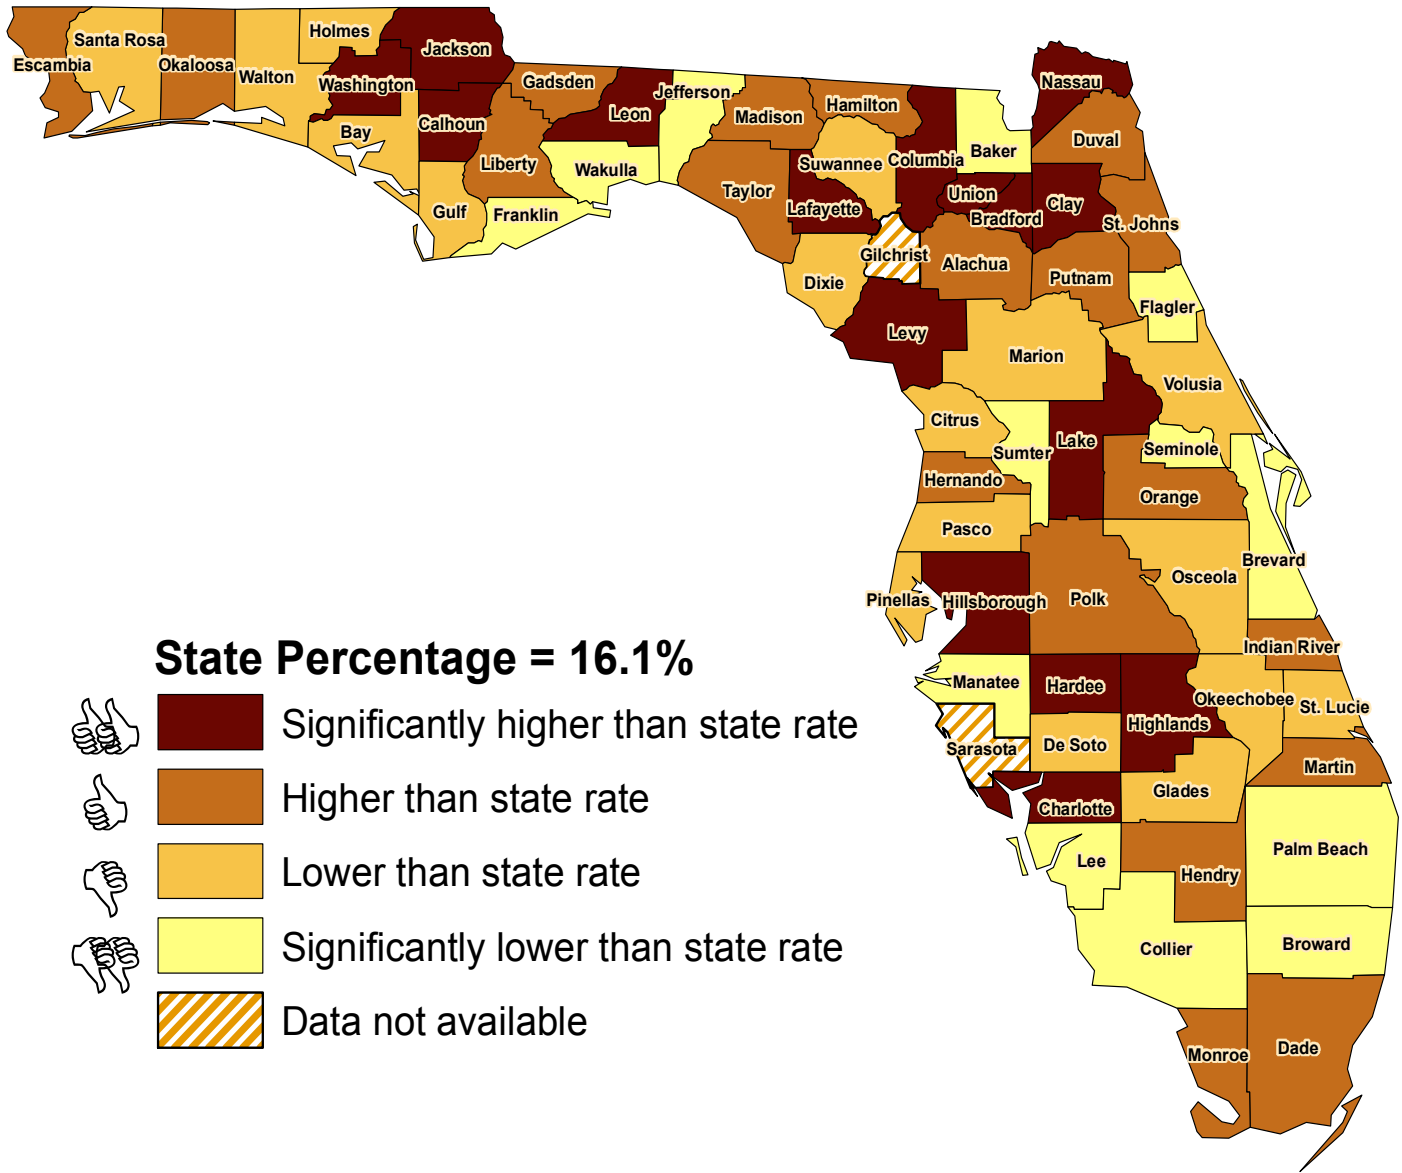 Holmes
Santa Rosa
Jackson
Escambia
Okaloosa
Walton
Washington
Gadsden
Jefferson
Nassau
Leon
Hamilton
Madison
Calhoun
Bay
Duval
Baker
Liberty
Wakulla
Suwannee
Columbia
Taylor
Union
Clay
Lafayette
Gulf
Franklin
Bradford
St. Johns
Gilchrist
Alachua
Dixie
Putnam
Flagler
Levy
Marion
Volusia
Citrus
Lake
Sumter
Seminole
Hernando
Orange
Pasco
Brevard
Osceola
Pinellas
Hillsborough
Polk
Indian River
Manatee
Hardee
Okeechobee
St. Lucie
Highlands
Sarasota
De Soto
Martin
Glades
Charlotte
Palm Beach
Lee
Hendry
Broward
Collier
Dade
Monroe
State Percentage = 16.1%
Significantly higher than state rate
Higher than state rate
Lower than state rate
Significantly lower than state rate
Data not available